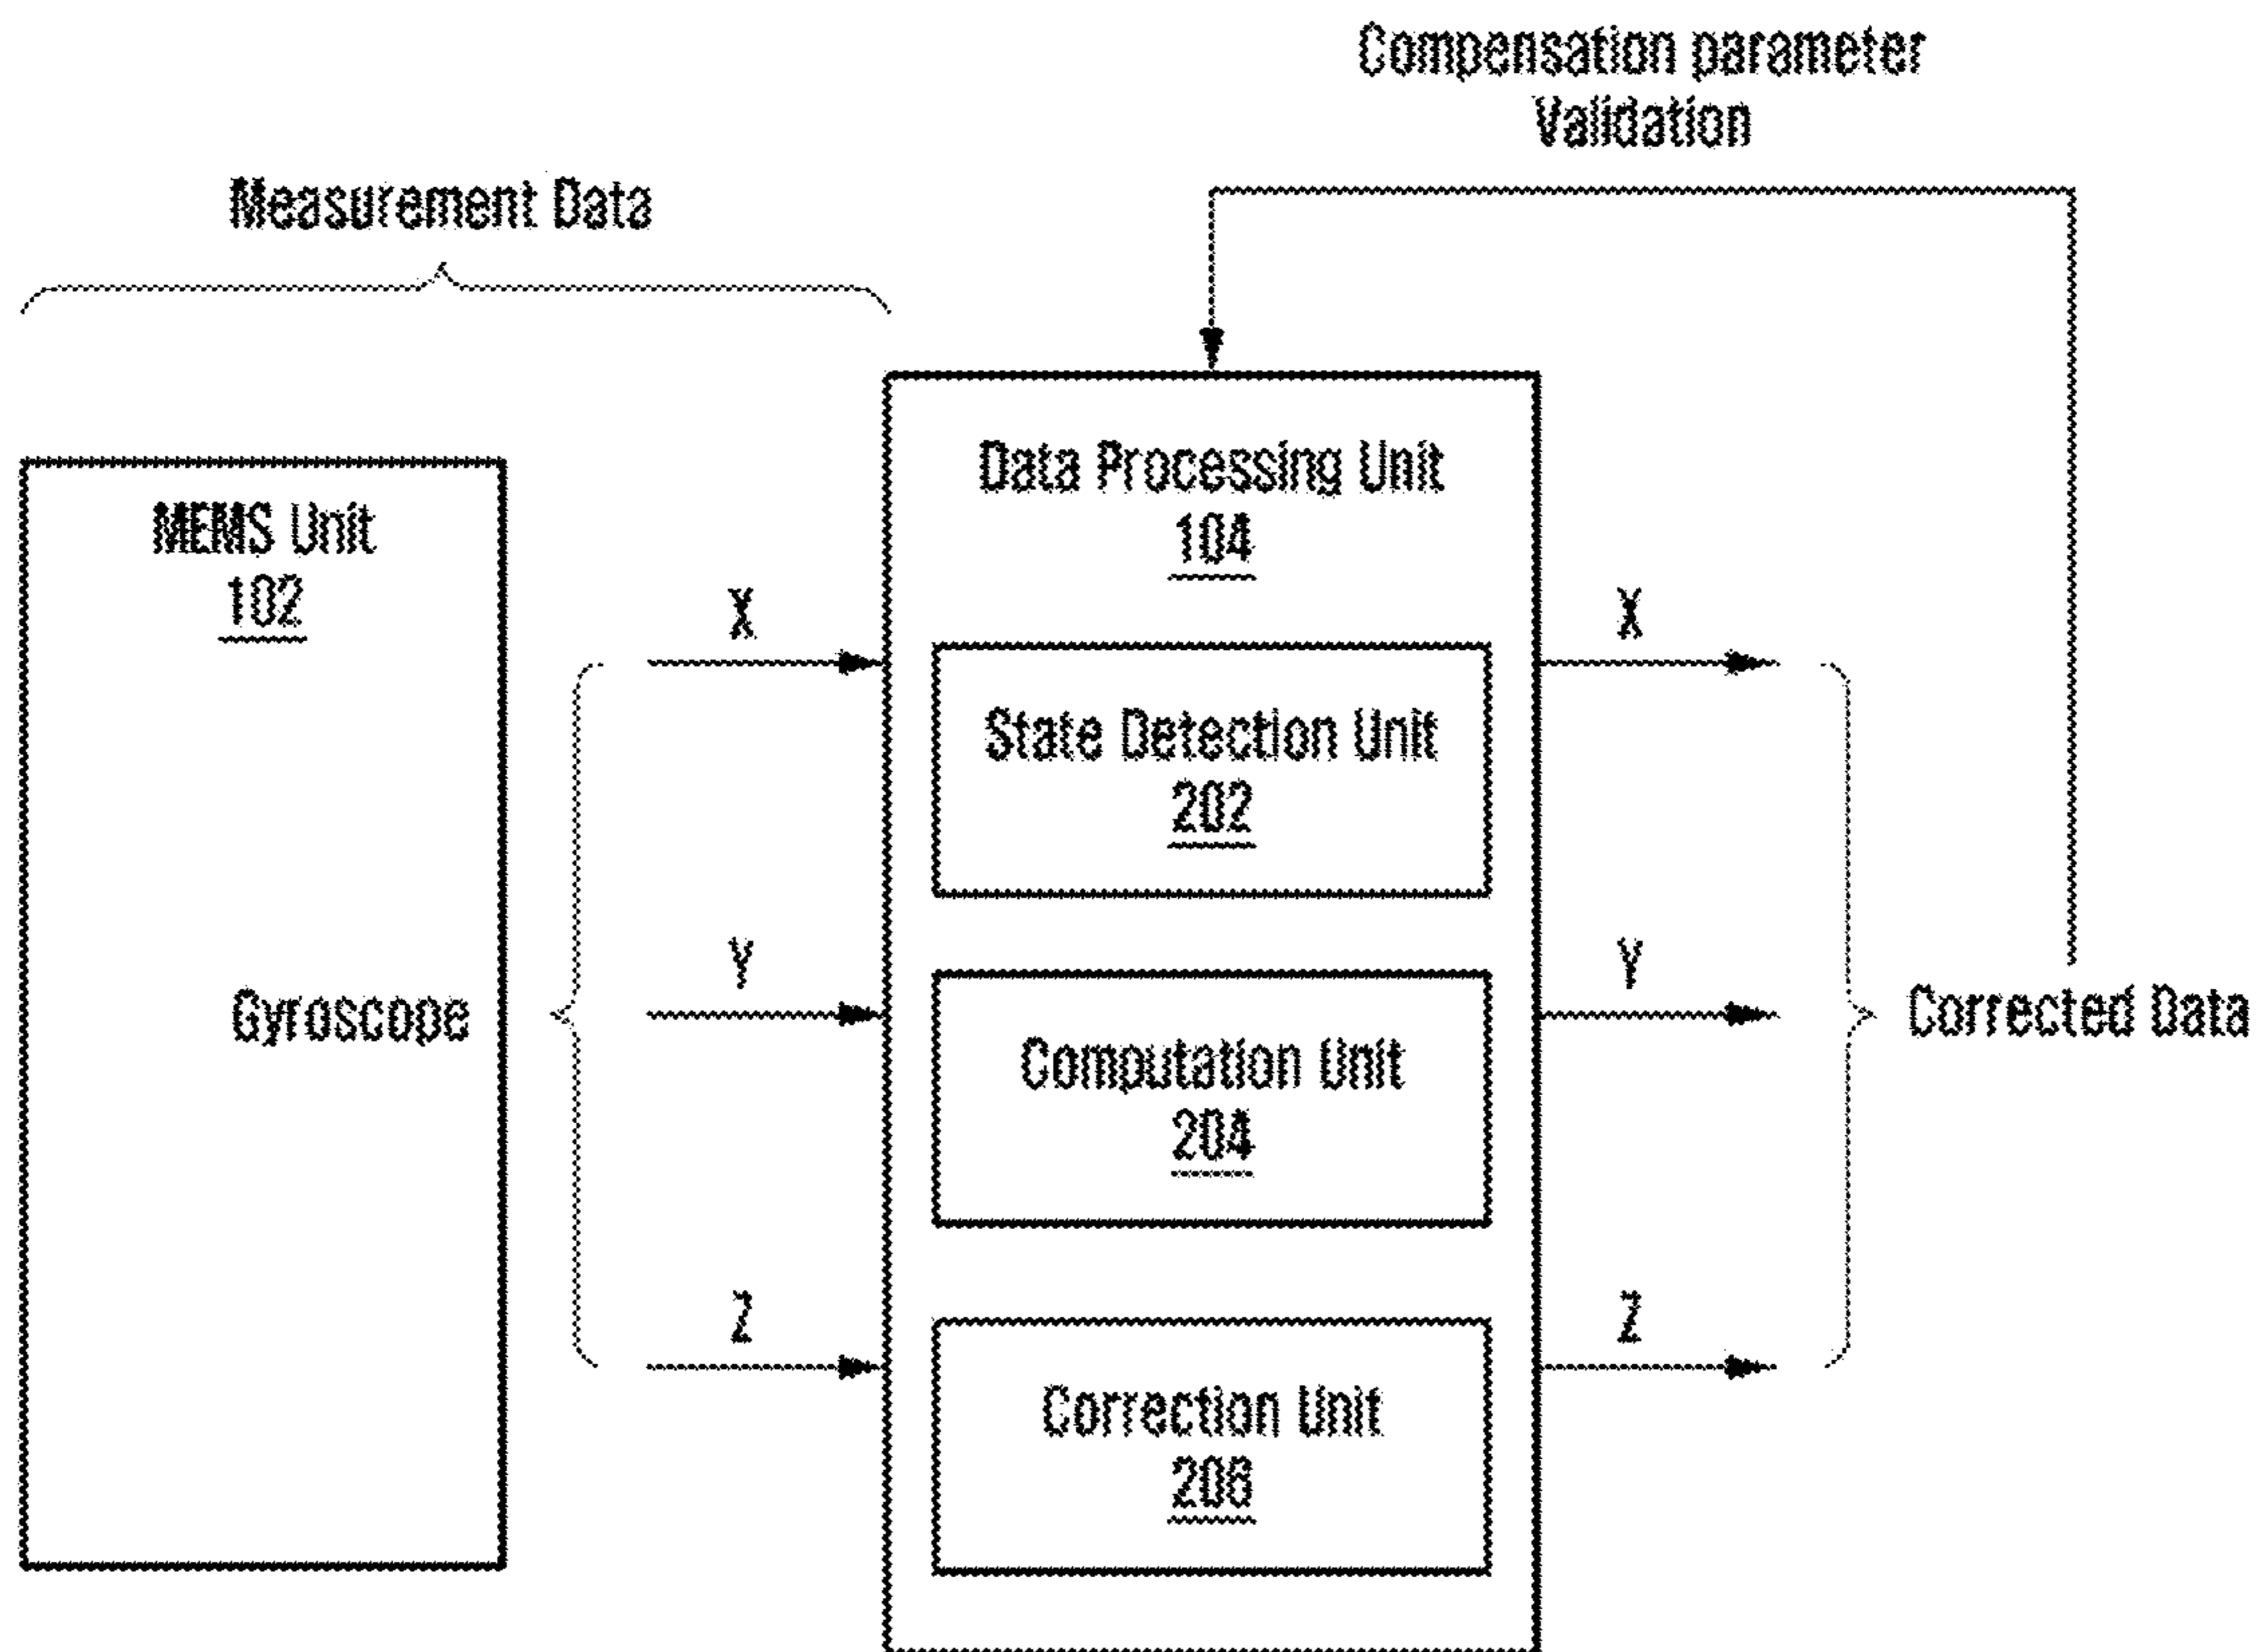 Compensation parameter
Validation
Measurement Data
MEMS Unit
102
Gyroscope
X
Y
Z
Data Processing Unit
104
State Detection Unit
202
Computation Unit
204
Correction Unit
206
X
Y
Z
Corrected Data